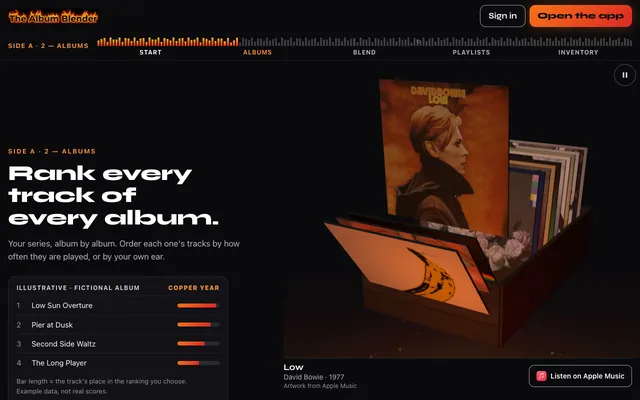 The Album Blender
Sign in
Open the app
SIDE A · 2 — ALBUMS
START
ALBUMS
BLEND
PLAYLISTS
INVENTORY
DAVID BOWIE
LOW
SIDE A · 2 — ALBUMS
Rank every
track of
every album.
Your series, album by album. Order each one's tracks by how
often they are played, or by your own ear.
ILLUSTRATIVE · FICTIONAL ALBUM
COPPER YEAR
1 Low Sun Overture
2 Pier at Dusk
3 Second Side Waltz
4 The Long Player
Bar length = the track's place in the ranking you choose.
Example data, not real scores.
Low
David Bowie · 1977
Artwork from Apple Music
Listen on Apple Music